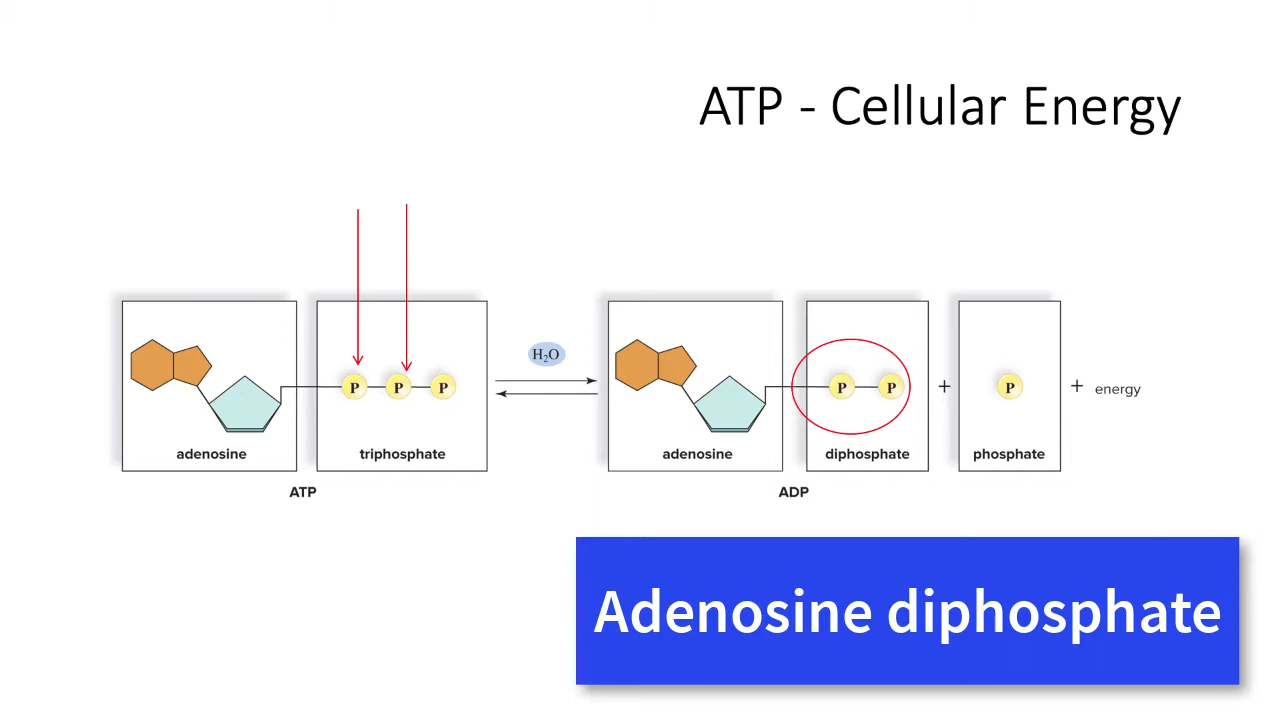 ATP - Cellular Energy
P P P
H₂O
P P + P + energy
adenosine triphosphate adenosine diphosphate phosphate
ATP ADP
Adenosine diphosphate